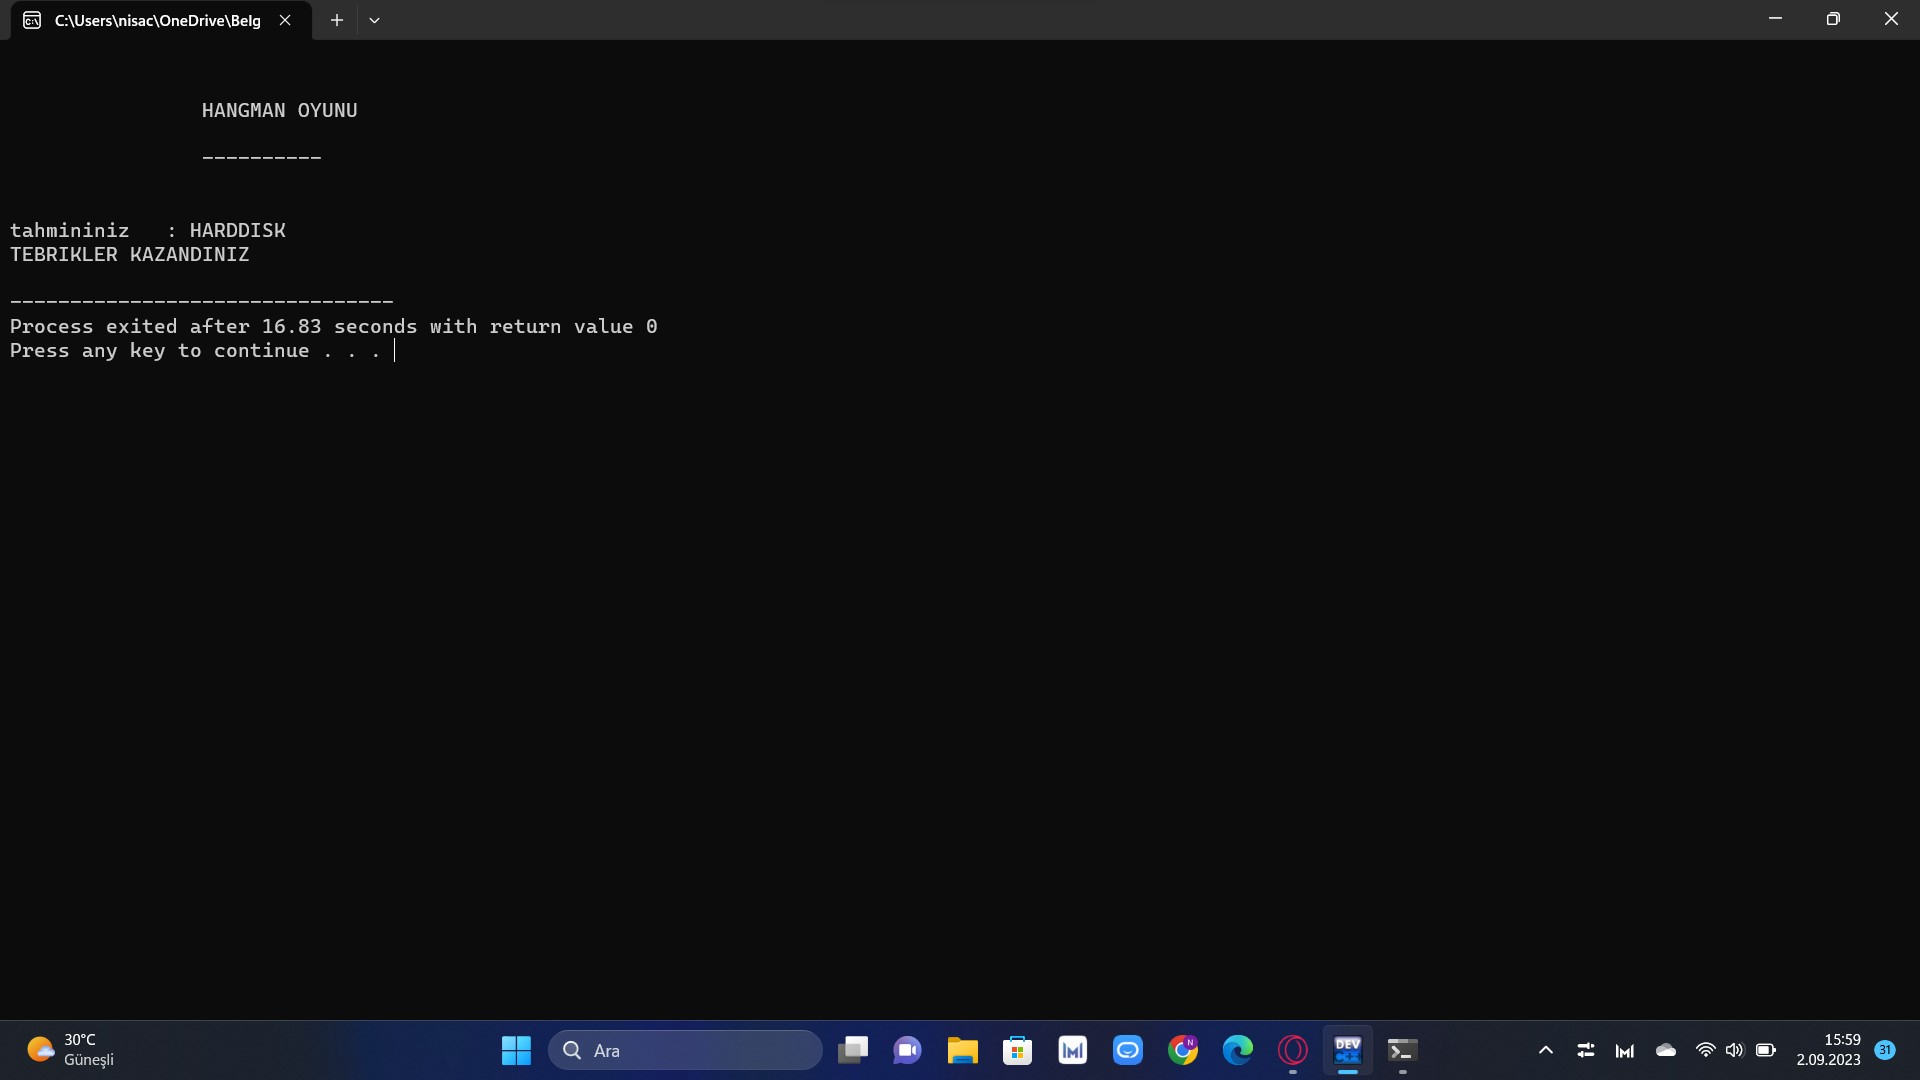 C:\Users\nisac\OneDrive\Belg
HANGMAN OYUNU
----------
tahmininiz   : HARDDISK
TEBRIKLER KAZANDINIZ
--------------------------------
Process exited after 16.83 seconds with return value 0
Press any key to continue . . .
30°C
Güneşli
Ara
N
DEV
C++
15:59
2.09.2023
31